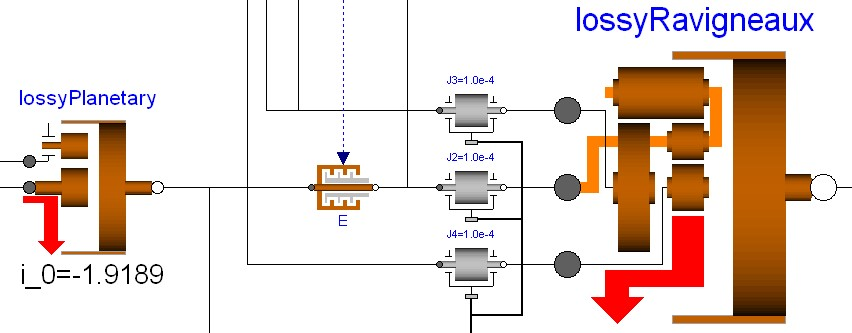 lossyRavigneaux
J3=1.0e-4
lossyPlanetary
J2=1.0e-4
E
J4=1.0e-4
i_0=-1.9189